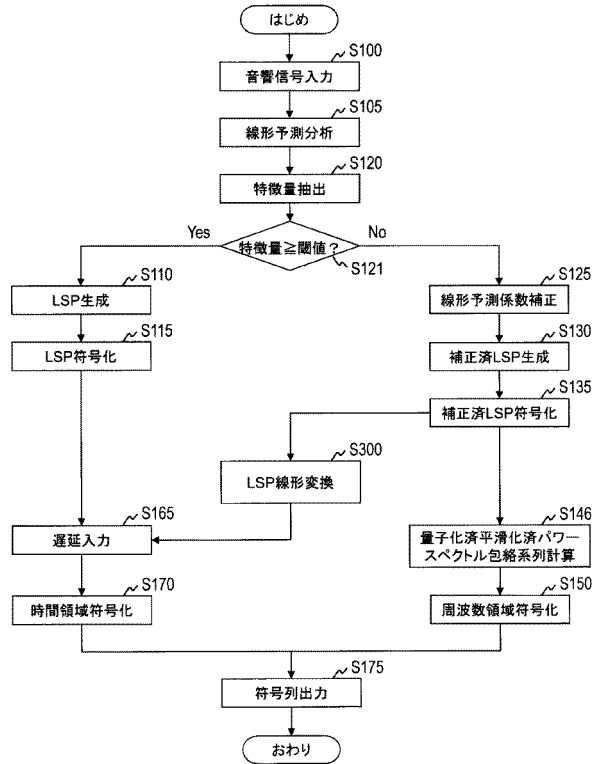 はじめ
S100
音響信号入力
S105
線形予測分析
S120
特徴量抽出
Yes
No
特徴量≧閾値?
S121
S110
LSP生成
S125
線形予測係数補正
S115
LSP符号化
S130
補正済LSP生成
S135
補正済LSP符号化
S300
LSP線形変換
S165
遅延入力
S146
量子化済平滑化済パワー
スペクトル包絡系列計算
S170
時間領域符号化
S150
周波数領域符号化
S175
符号列出力
おわり